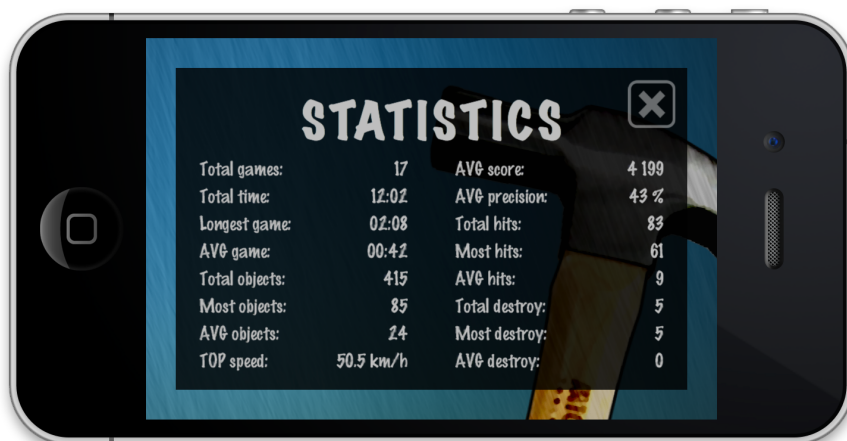 STATISTICS
Total games: 17 AVG score: 4 199
Total time: 12:02 AVG precision: 43 %
Longest game: 02:08 Total hits: 83
AVG game: 00:42 Most hits: 61
Total objects: 415 AVG hits: 9
Most objects: 85 Total destroy: 5
AVG objects: 24 Most destroy: 5
TOP speed: 50.5 km/h AVG destroy: 0